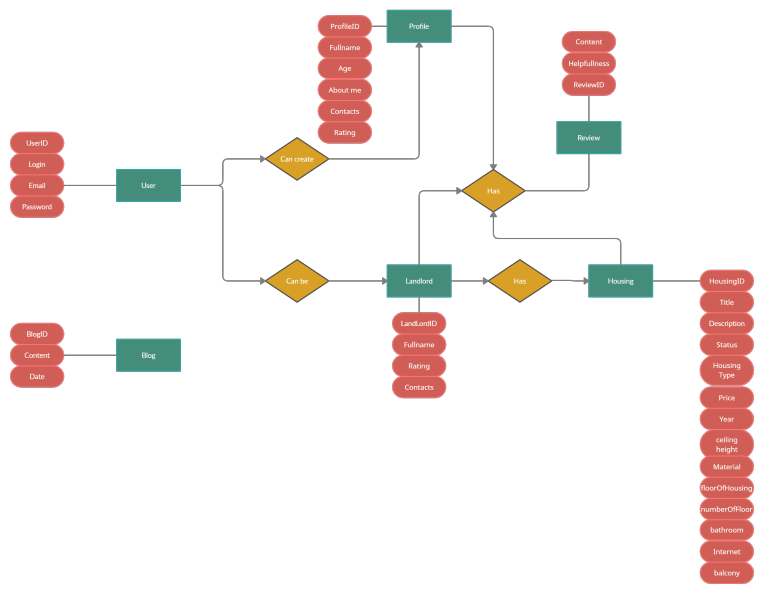 ProfileID
Fullname
Age
About me
Contacts
Rating
Profile
Content
Helpfullness
ReviewID
Review
UserID
Login
Email
Password
User
Can create
Has
Can be
Landlord
Has
Housing
LandLordID
Fullname
Rating
Contacts
BlogID
Content
Date
Blog
HousingID
Title
Description
Status
Housing
Type
Price
Year
ceiling
height
Material
floorOfHousing
numberOfFloor
bathroom
Internet
balcony